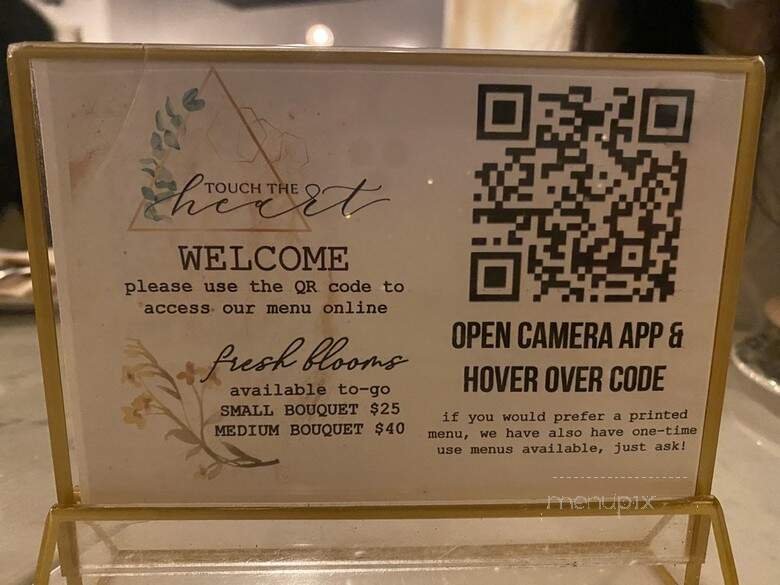 TOUCH THE
heart
WELCOME
please use the QR code to
access our menu online
fresh blooms
available to-go
SMALL BOUQUET $25
MEDIUM BOUQUET $40
OPEN CAMERA APP &
HOVER OVER CODE
if you would prefer a printed
menu, we have also have one-time
use menus available, just ask!
menupix